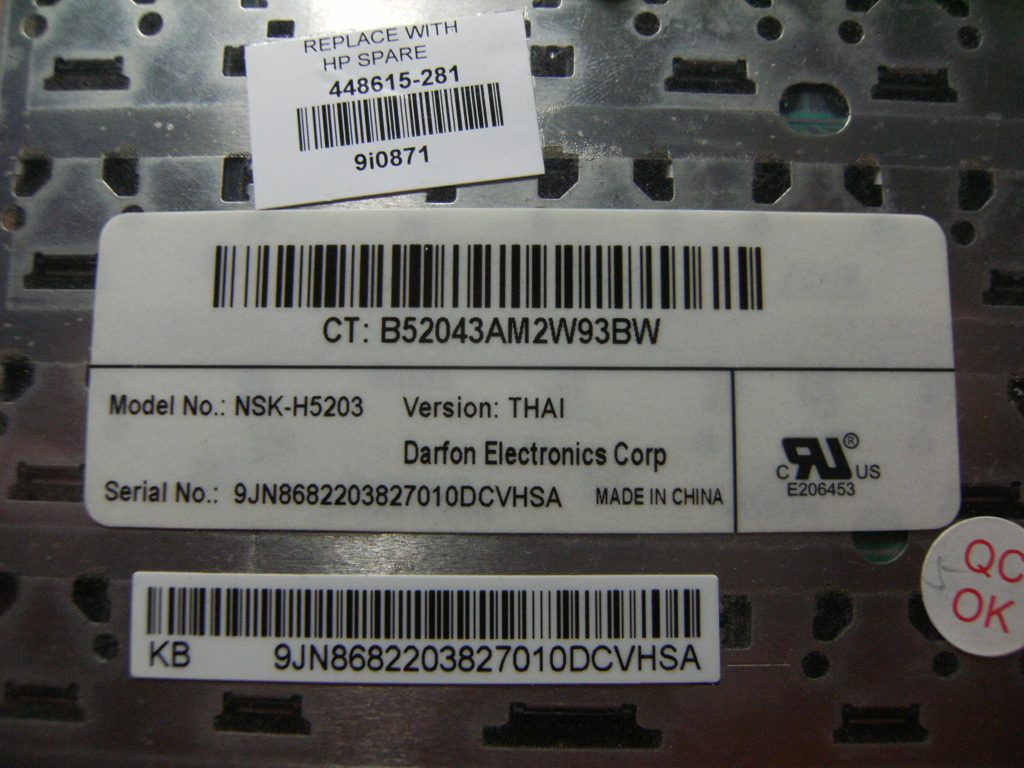 REPLACE WITH
HP SPARE
448615-281
9i0871
CT: B52043AM2W93BW
Model No.: NSK-H5203 Version: THAI
Darfon Electronics Corp
Serial No.: 9JN8682203827010DCVHSA MADE IN CHINA
C RU ® US
E206453
KB 9JN8682203827010DCVHSA
QC
OK